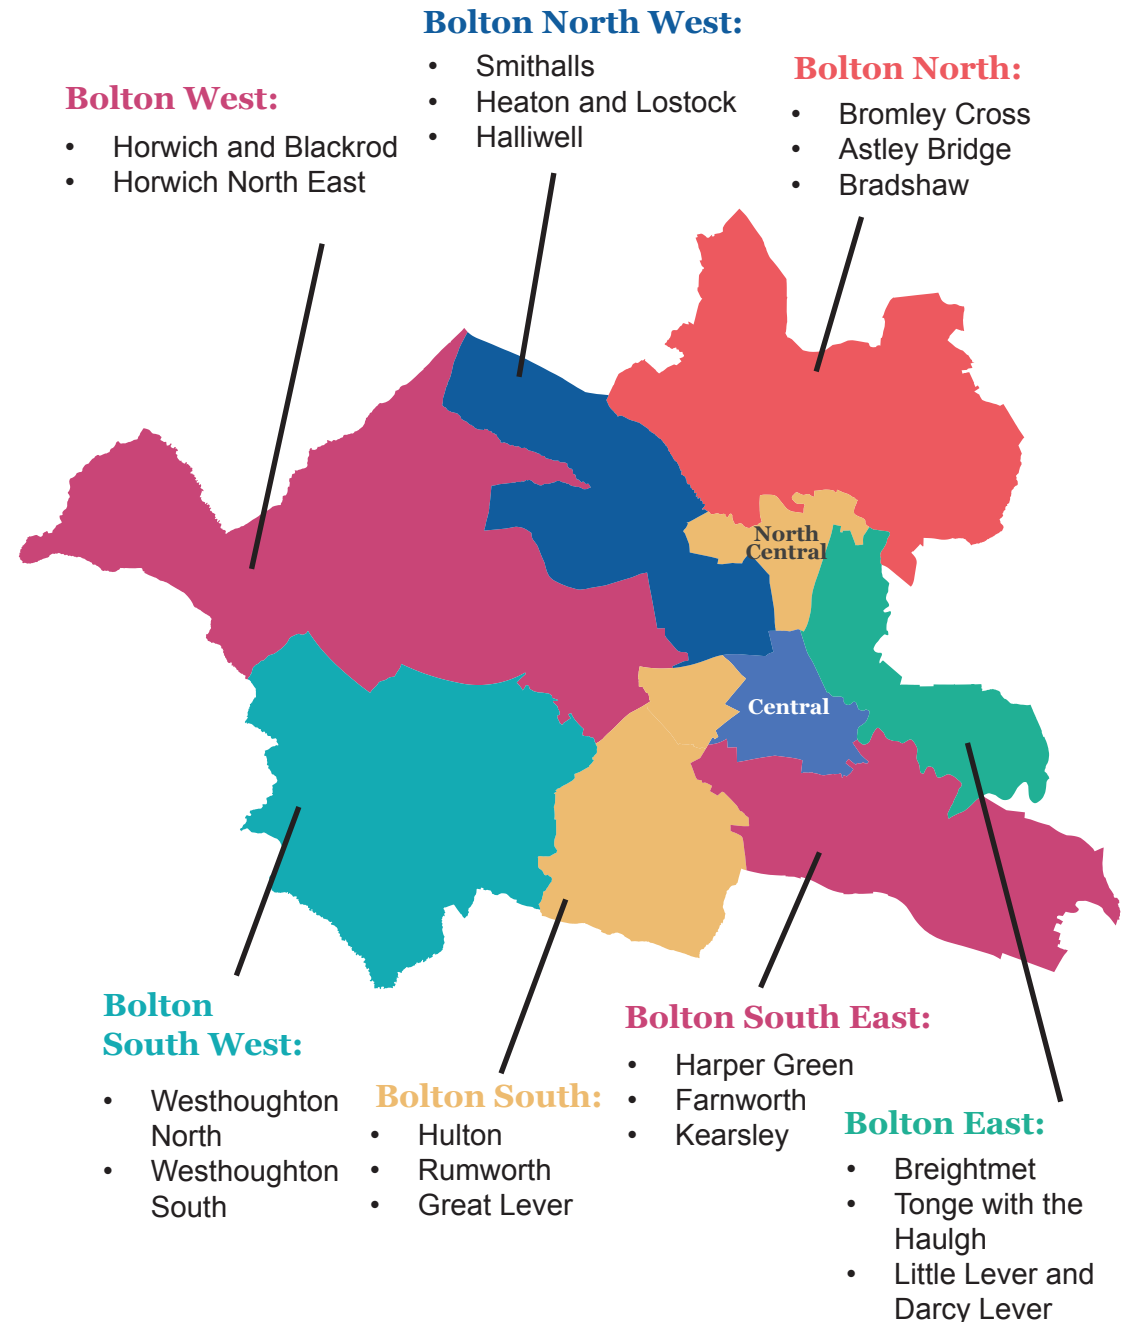 Bolton North West:
• Smithalls
• Heaton and Lostock
• Halliwell
Bolton North:
• Bromley Cross
• Astley Bridge
• Bradshaw
Bolton West:
• Horwich and Blackrod
• Horwich North East
North
Central
Central
Bolton
South West:
• Westhoughton
North
• Westhoughton
South
Bolton South:
• Hulton
• Rumworth
• Great Lever
Bolton South East:
• Harper Green
• Farnworth
• Kearsley
Bolton East:
• Breightmet
• Tonge with the
Haulgh
• Little Lever and
Darcy Lever